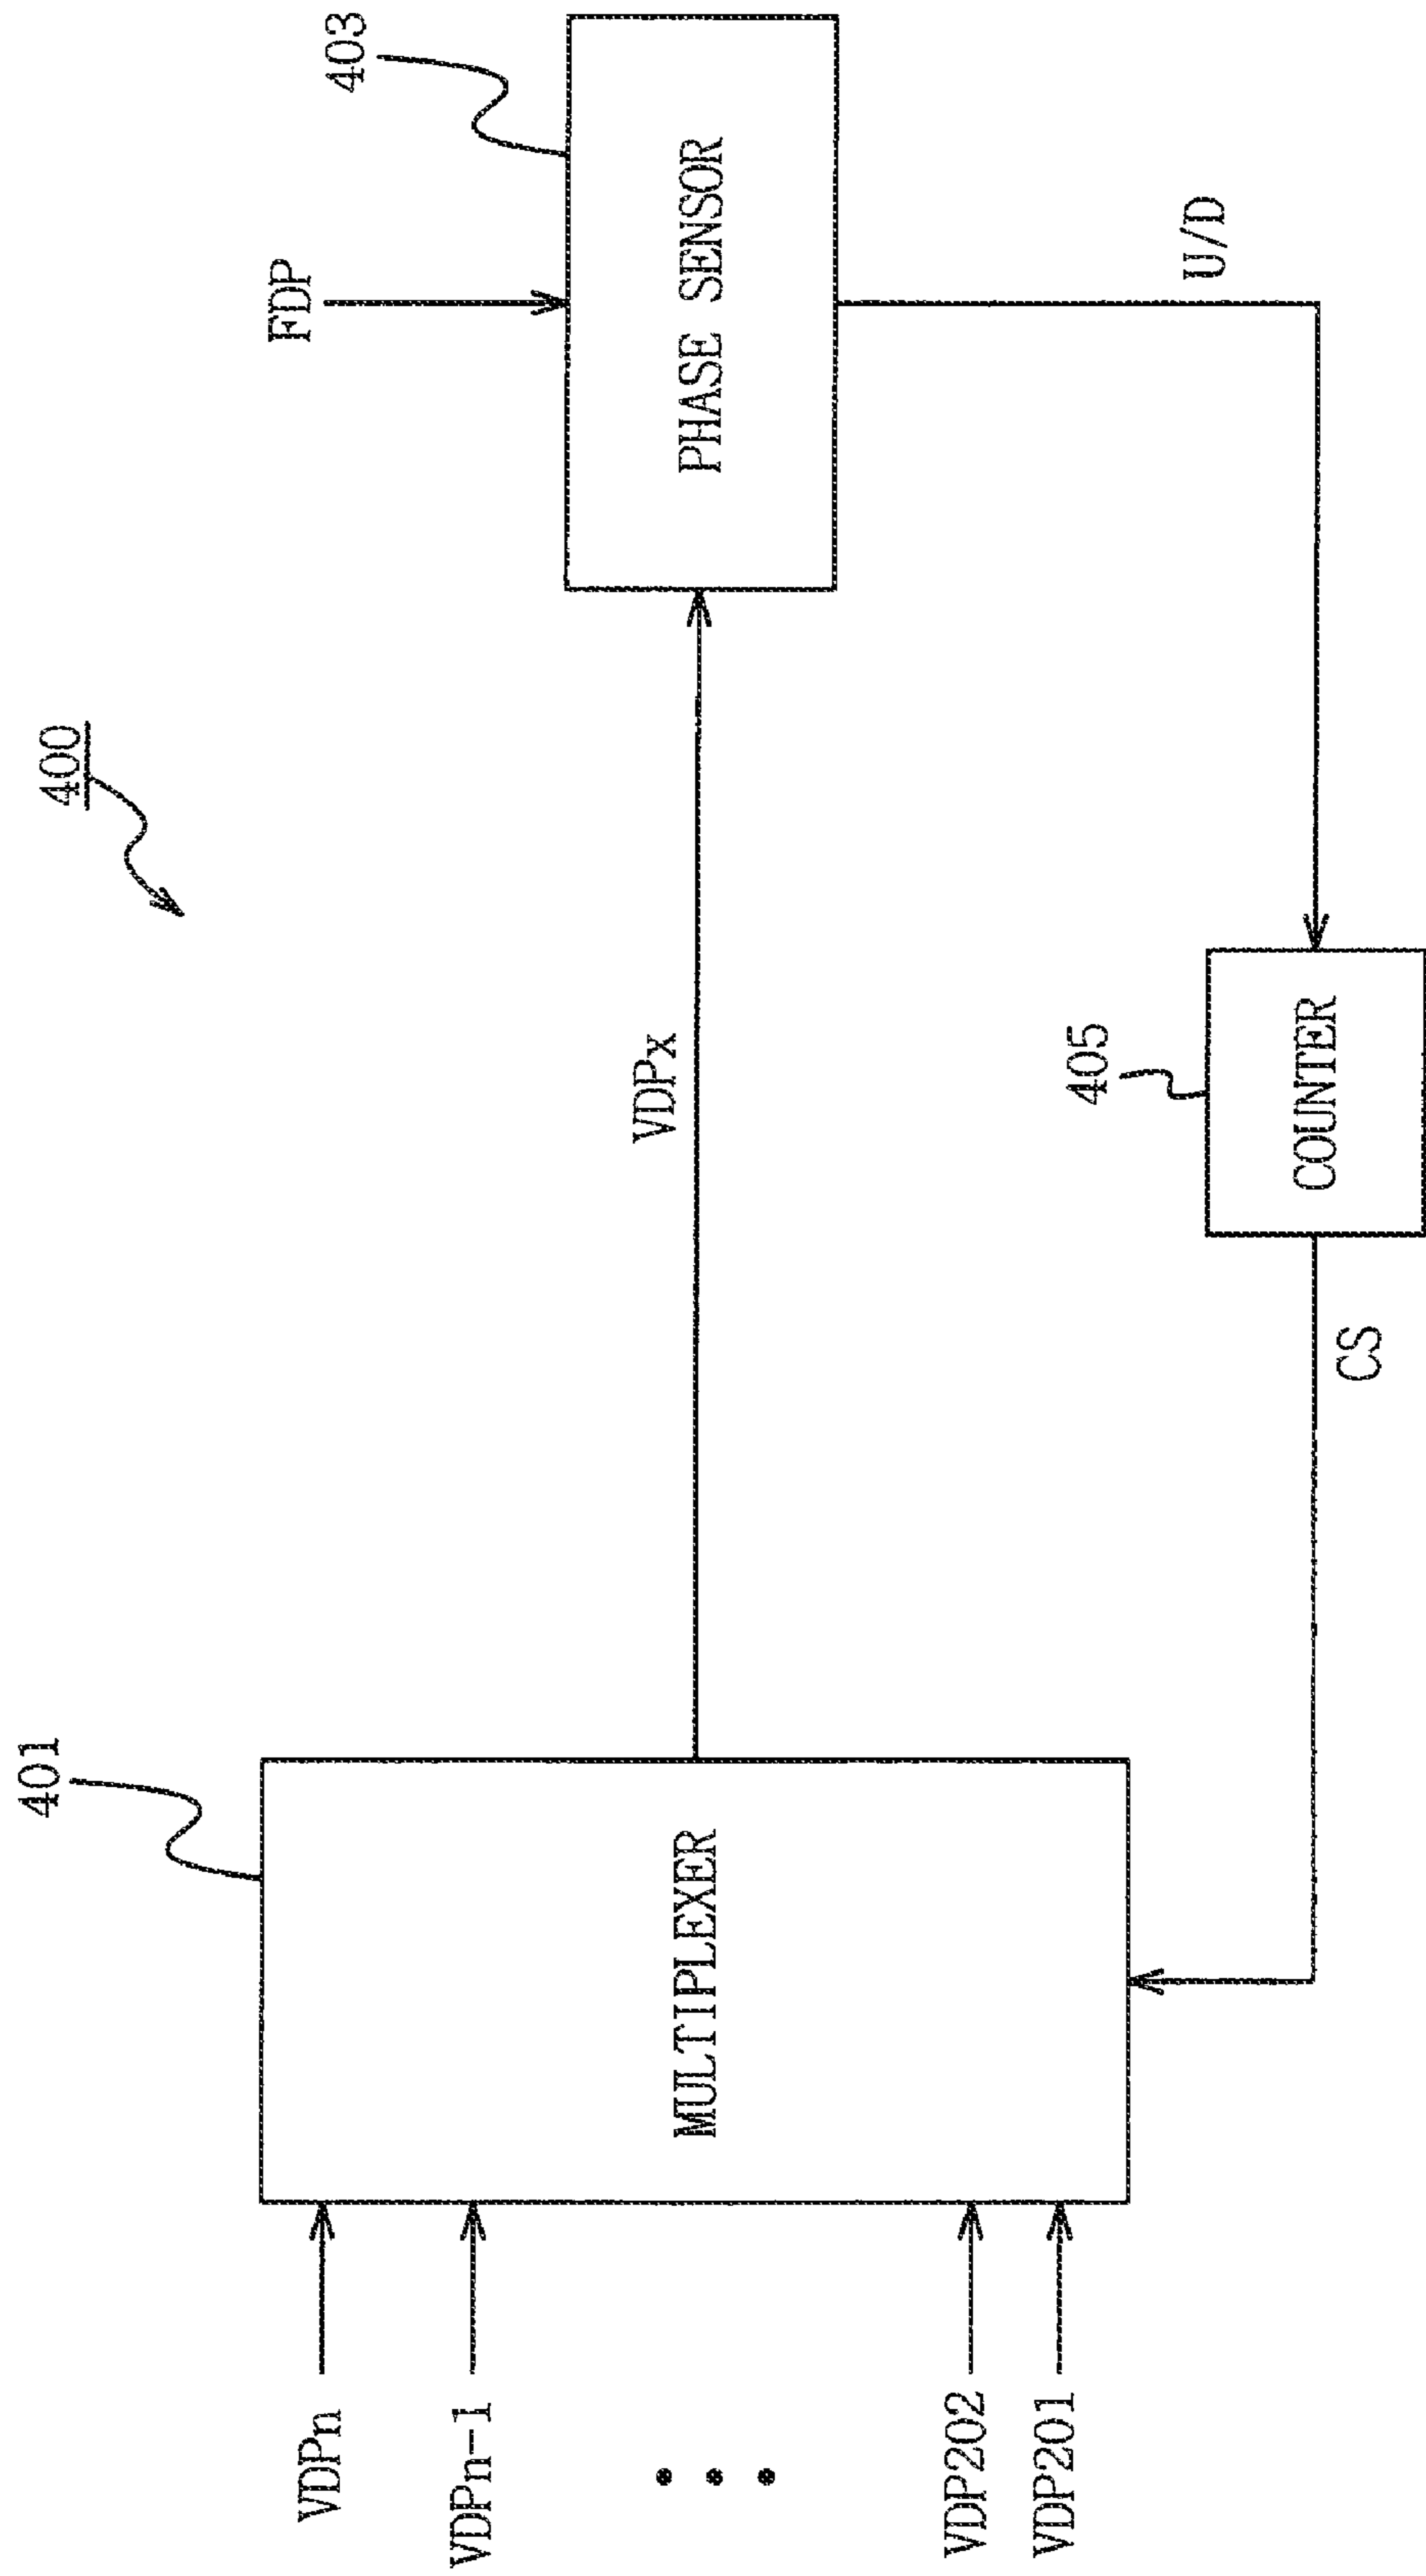 400
401
403
FDP
VDPn
VDPn-1
MULTIPLEXER
VDPx
PHASE SENSOR
VDP202
VDP201
405
COUNTER
U/D
CS